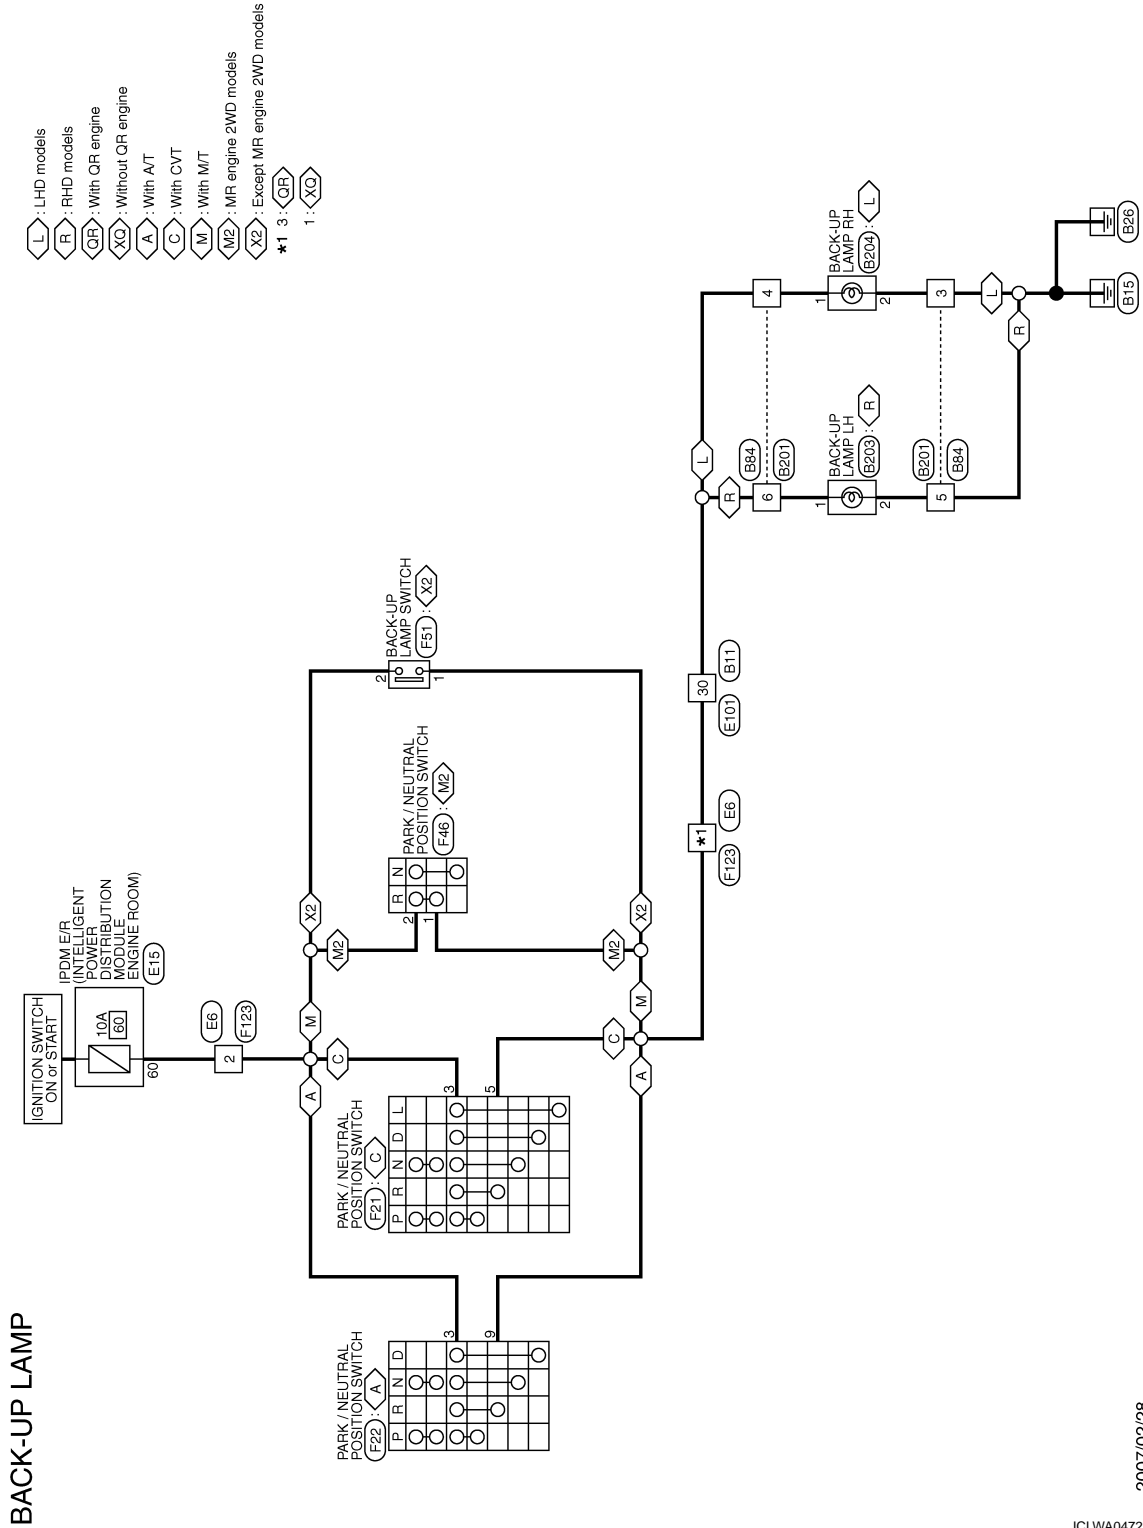 BACK-UP LAMP
IGNITION SWITCH
ON or START
IPDM E/R
(INTELLIGENT
POWER
DISTRIBUTION
MODULE
ENGINE ROOM)
E15
10A
60
60
E6
2
F123
A
M
C
M2
X2
PARK / NEUTRAL
POSITION SWITCH
F22 : A
P R N D
3
9
PARK / NEUTRAL
POSITION SWITCH
F21 : C
P R N D L
3
5
PARK / NEUTRAL
POSITION SWITCH
F46 : M2
R N
2
1
BACK-UP
LAMP SWITCH
F51 : X2
2
1
A
C
M
M2
X2
F123
*1
E6
E101
30
B11
L
R
B84
6
4
B201
BACK-UP
LAMP LH
B203 : R
1
2
BACK-UP
LAMP RH
B204 : L
1
2
B201
5
3
B84
L
R
B15
B26
L : LHD models
R : RHD models
QR : With QR engine
XQ : Without QR engine
A : With A/T
C : With CVT
M : With M/T
M2 : MR engine 2WD models
X2 : Except MR engine 2WD models
*1 3 : QR
1 : XQ
2007/02/28
JCLWA0472